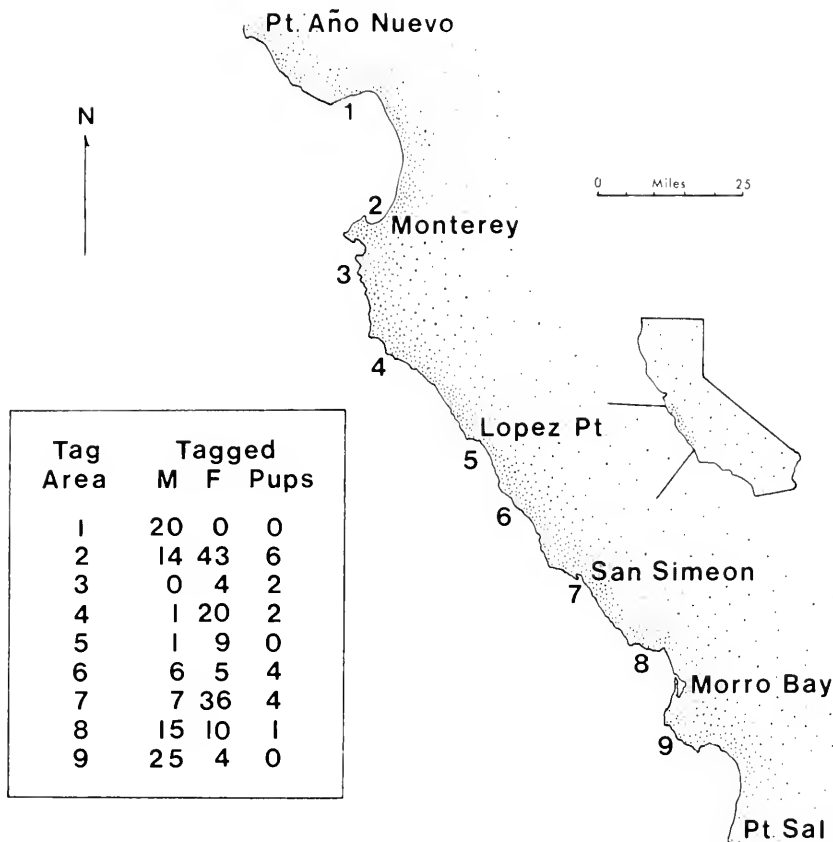 Pt. Año Nuevo
N
1
0 Miles 25
2
Monterey
3
4
Lopez Pt
5
6
San Simeon
7
8
Morro Bay
9
Pt. Sal
Tag Tagged
Area M F Pups
1 20 0 0
2 14 43 6
3 0 4 2
4 1 20 2
5 1 9 0
6 6 5 4
7 7 36 4
8 15 10 1
9 25 4 0